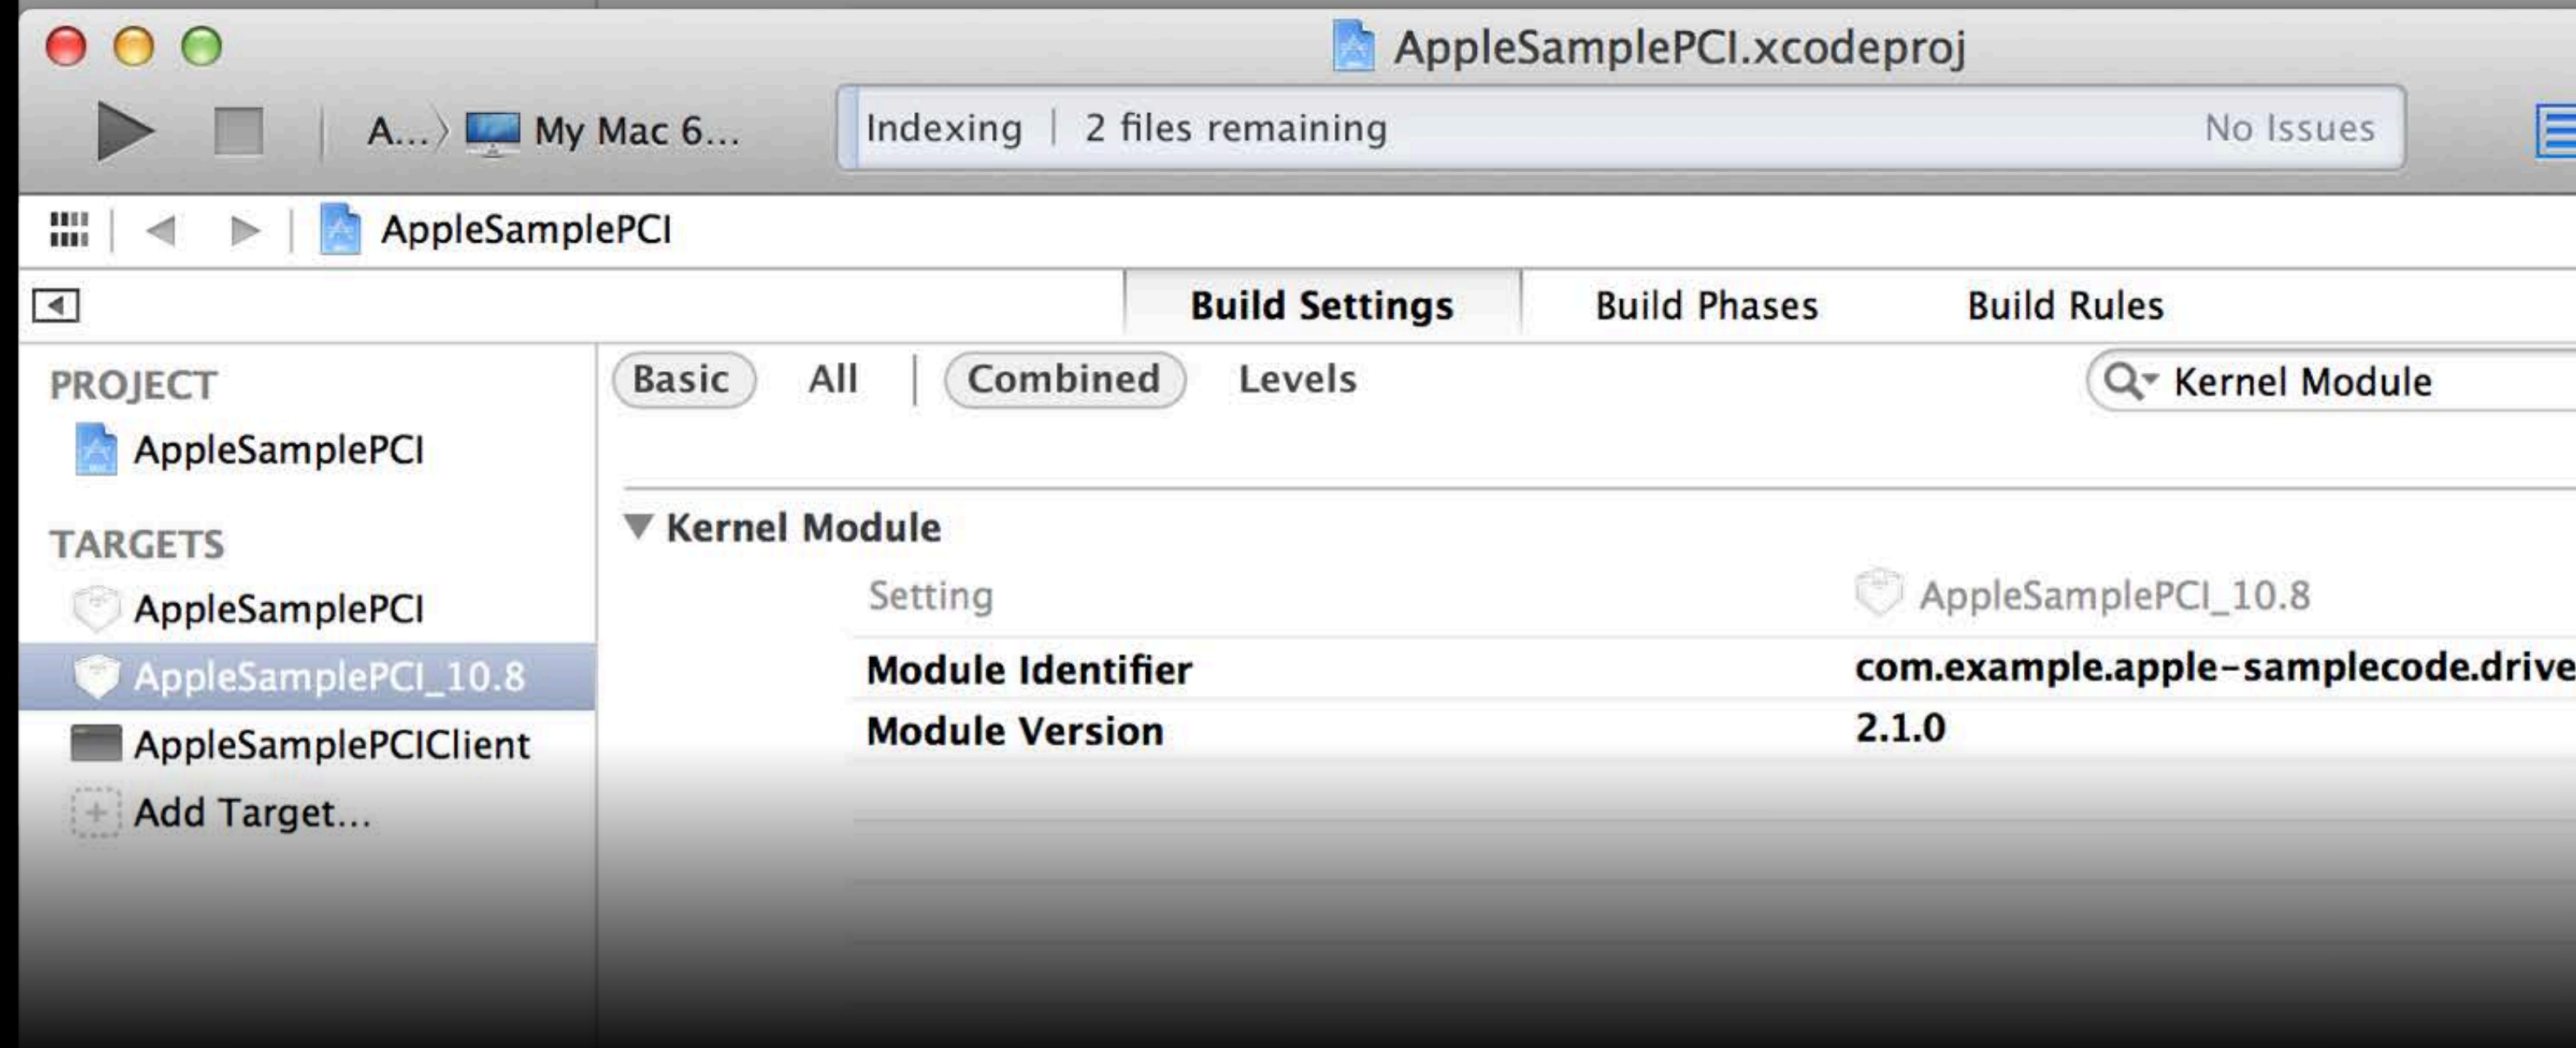 AppleSamplePCI.xcodeproj
A... My Mac 6...
Indexing | 2 files remaining
No Issues
AppleSamplePCI
Build Settings Build Phases Build Rules
PROJECT
AppleSamplePCI
TARGETS
AppleSamplePCI
AppleSamplePCI_10.8
AppleSamplePCIClient
Add Target...
Basic All | Combined Levels
Kernel Module
Kernel Module
Setting AppleSamplePCI_10.8
Module Identifier com.example.apple-samplecode.drive
Module Version 2.1.0